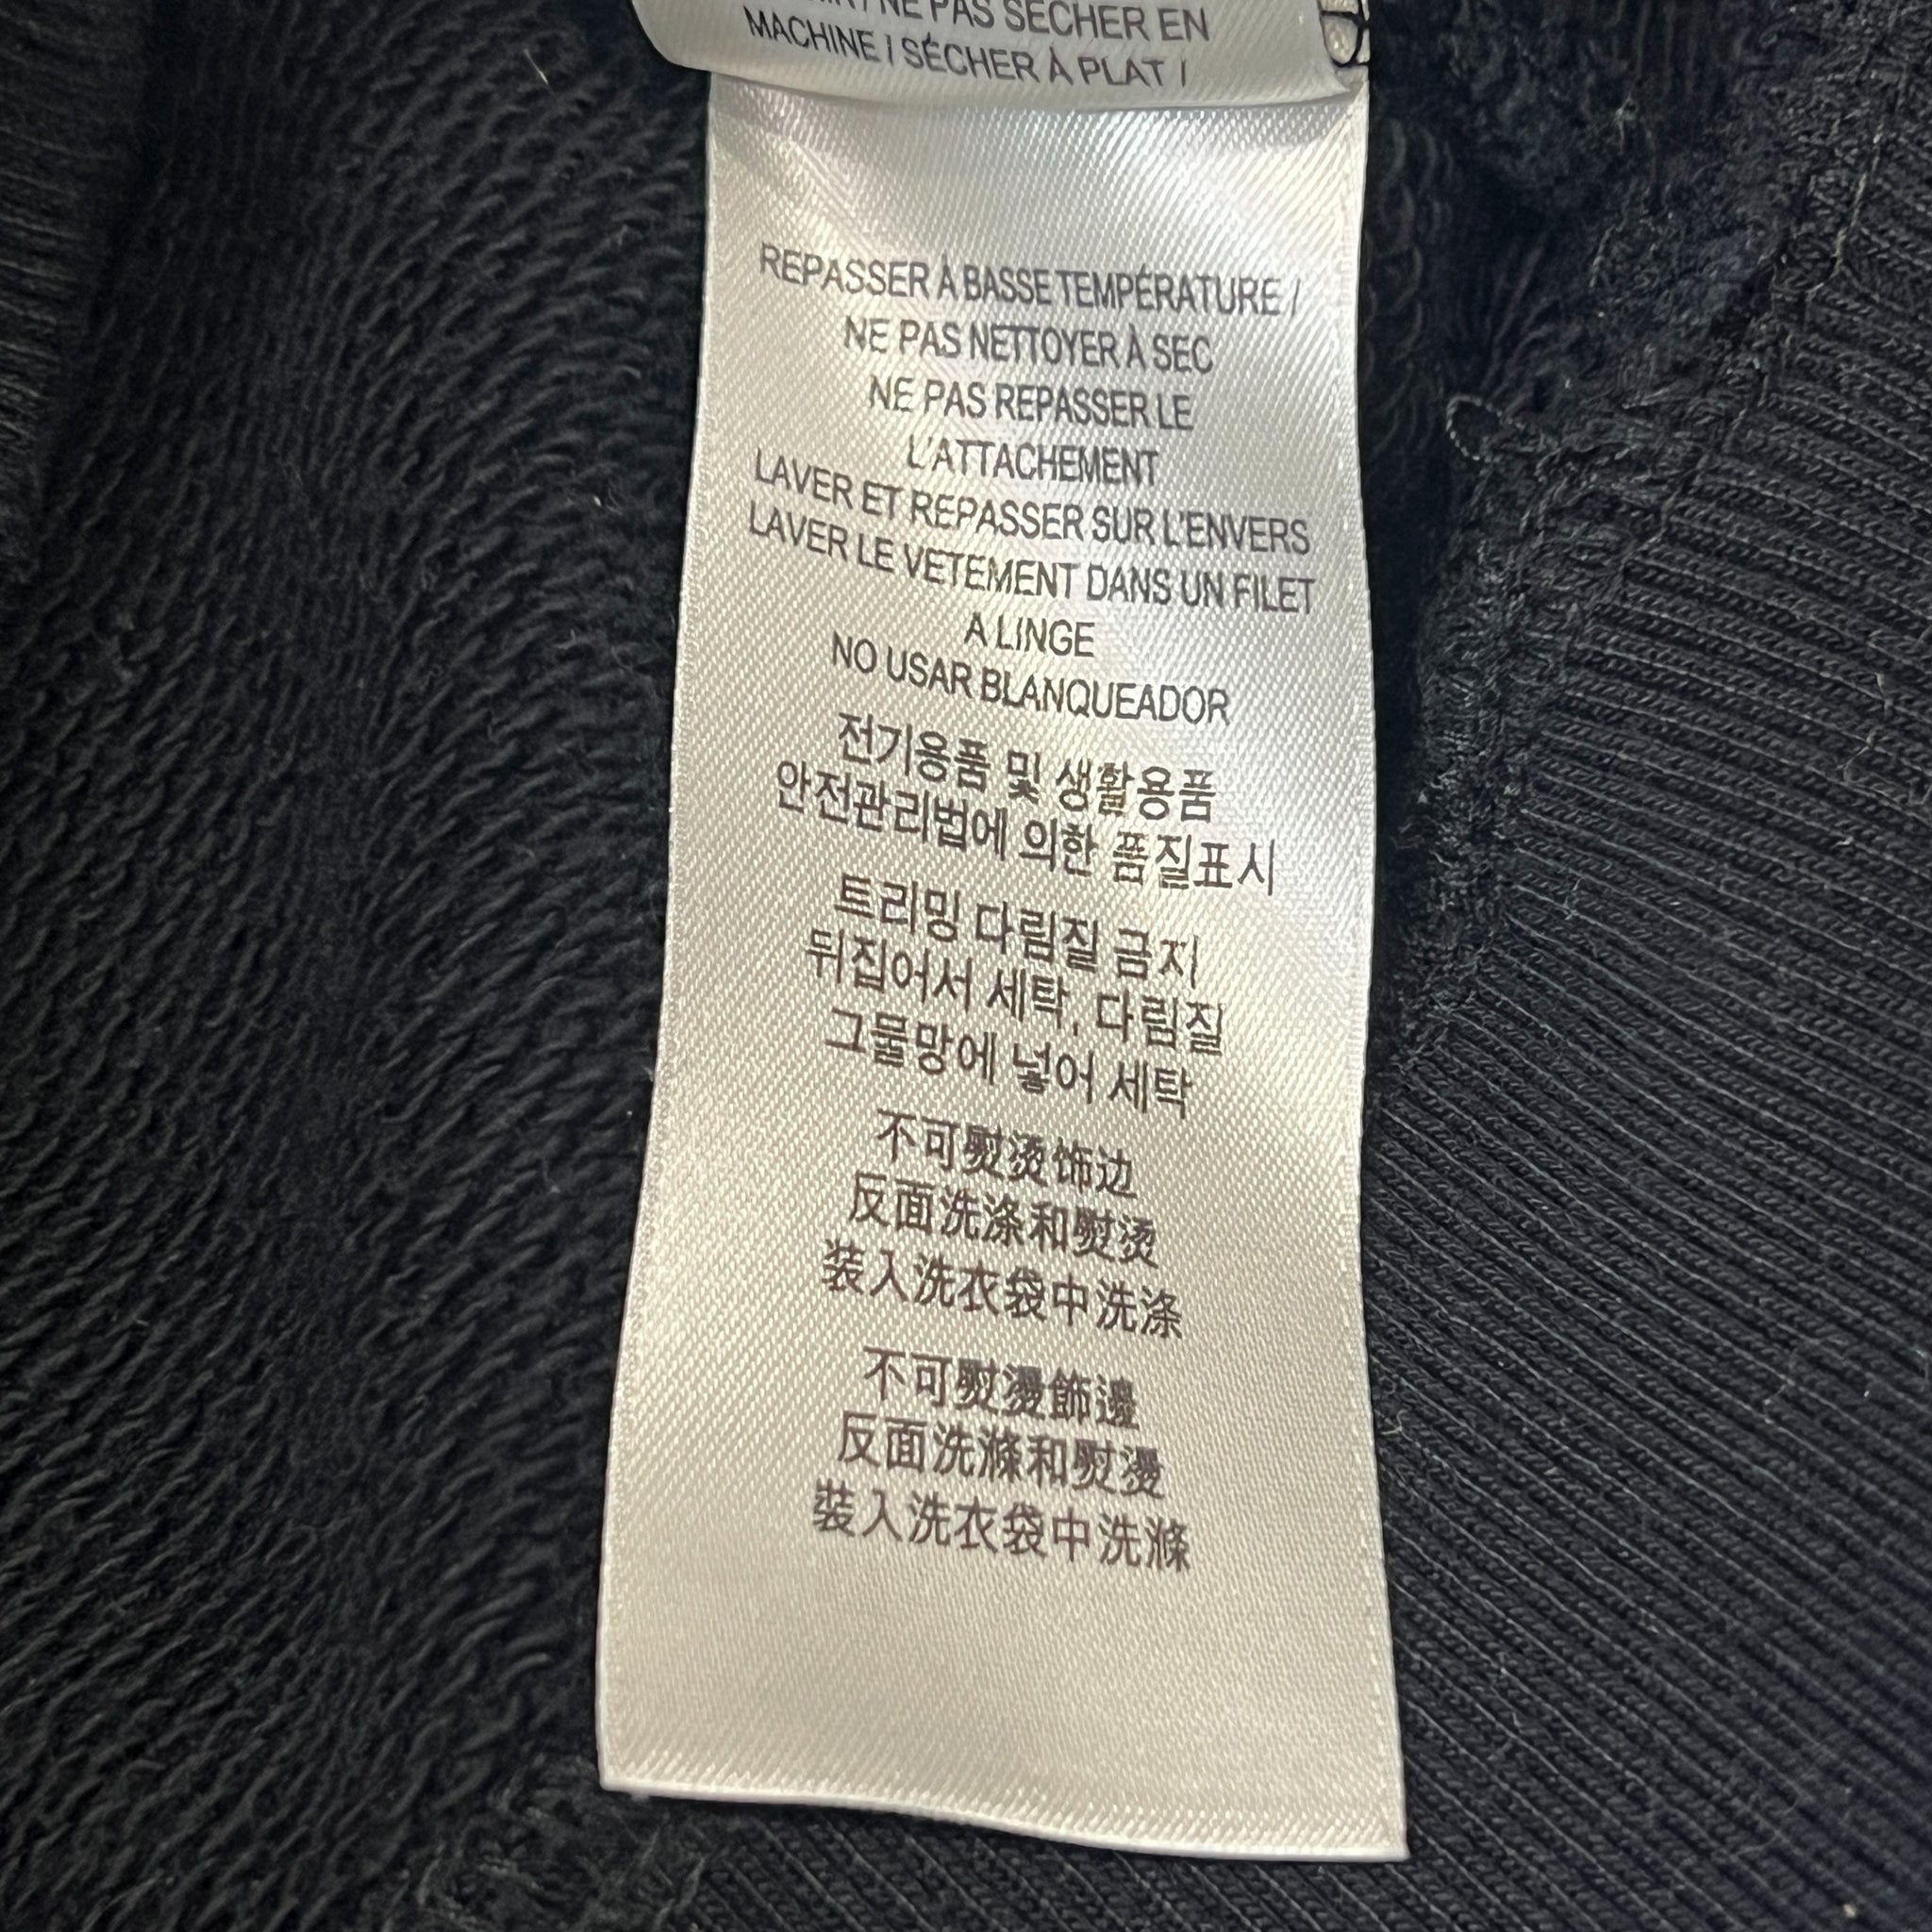 NE PAS SÉCHER EN
MACHINE / SÉCHER À PLAT /
REPASSER À BASSE TEMPÉRATURE /
NE PAS NETTOYER À SEC
NE PAS REPASSER LE
L'ATTACHEMENT
LAVER ET REPASSER SUR L'ENVERS
LAVER LE VETEMENT DANS UN FILET
A LINGE
NO USAR BLANQUEADOR
전기용품 및 생활용품
안전관리법에 의한 품질표시
트리밍 다림질 금지
뒤집어서 세탁, 다림질
그물망에 넣어 세탁
不可熨烫饰边
反面洗涤和熨烫
装入洗衣袋中洗涤
不可熨燙飾邊
反面洗滌和熨燙
裝入洗衣袋中洗滌